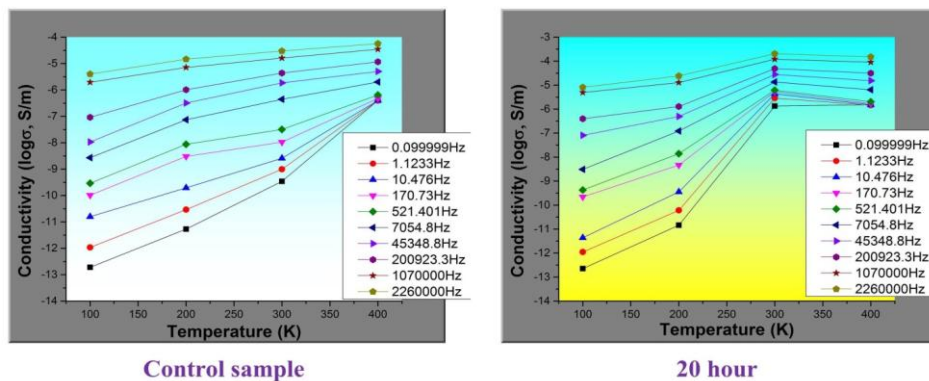 -4
-5
-6
-7
-8
-9
-10
-11
-12
-13
-14
Conductivity (logσ, S/m)
100 150 200 250 300 350 400
Temperature (K)
0.099999Hz
1.1233Hz
10.476Hz
170.73Hz
521.401Hz
7054.8Hz
45348.8Hz
200923.3Hz
1070000Hz
2260000Hz
Control sample
-3
-4
-5
-6
-7
-8
-9
-10
-11
-12
-13
-14
Conductivity (logσ, S/m)
100 150 200 250 300 350 400
Temperature (K)
0.099999Hz
1.1233Hz
10.476Hz
170.73Hz
521.401Hz
7054.8Hz
45348.8Hz
200923.3Hz
1070000Hz
2260000Hz
20 hour